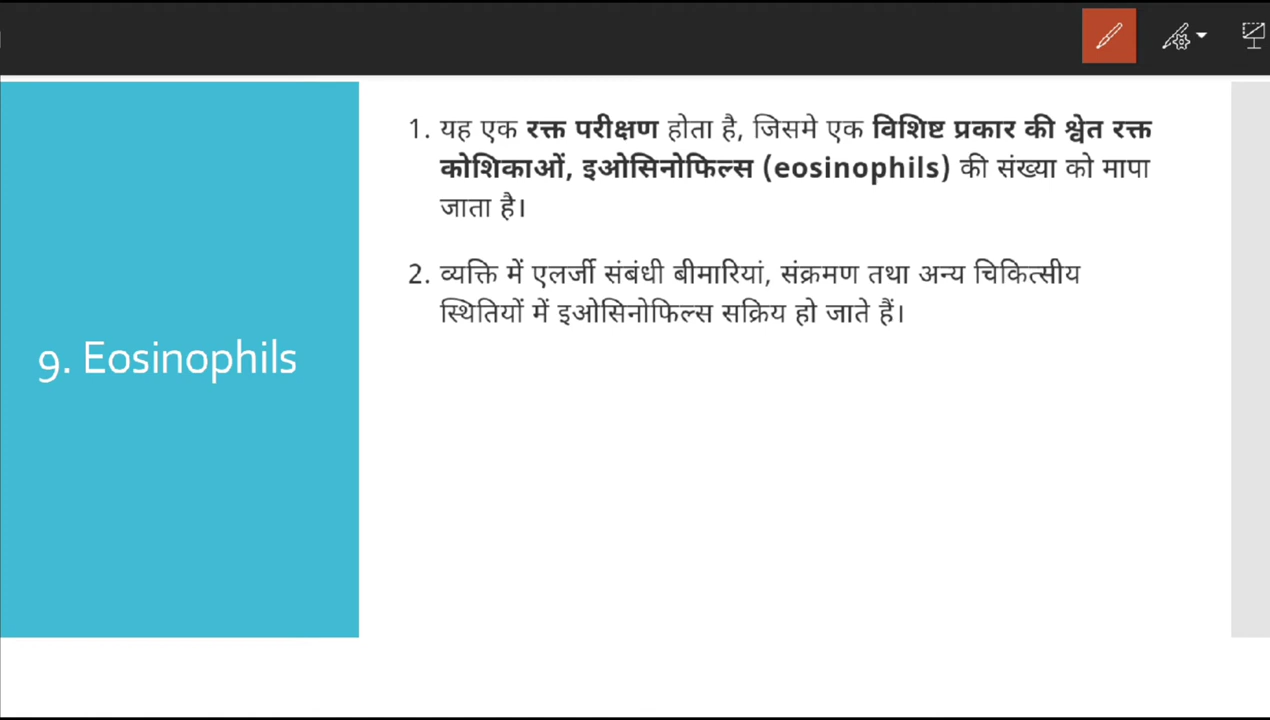 9. Eosinophils
1. यह एक रक्त परीक्षण होता है, जिसमे एक विशिष्ट प्रकार की श्वेत रक्त
कोशिकाओं, इओसिनोफिल्स (eosinophils) की संख्या को मापा
जाता है।
2. व्यक्ति में एलर्जी संबंधी बीमारियां, संक्रमण तथा अन्य चिकित्सीय
स्थितियों में इओसिनोफिल्स सक्रिय हो जाते हैं।